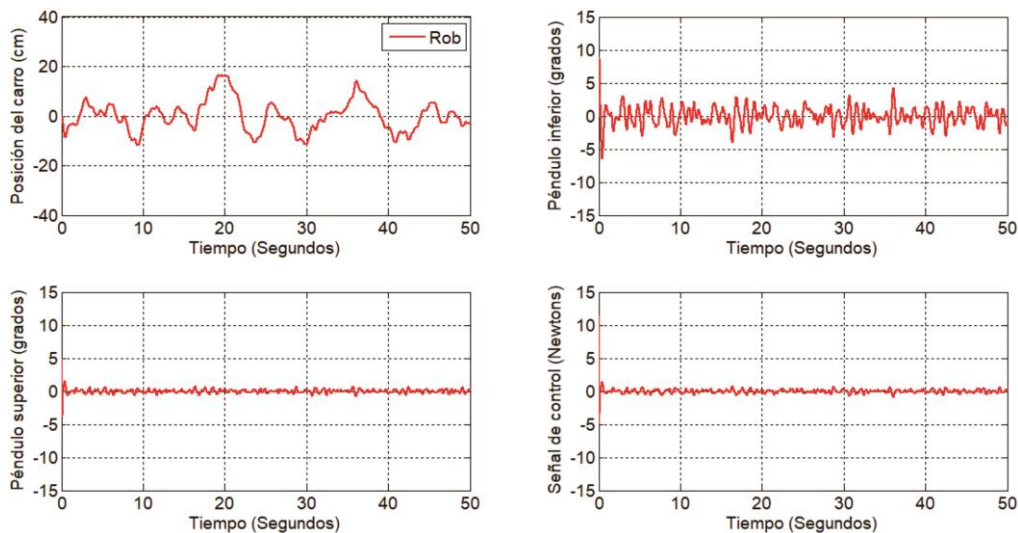 Posición del carro (cm)
40
20
0
-20
-40
Rob
0 10 20 30 40 50
Tiempo (Segundos)
Péndulo inferior (grados)
15
10
5
0
-5
-10
-15
0 10 20 30 40 50
Tiempo (Segundos)
Péndulo superior (grados)
15
10
5
0
-5
-10
-15
0 10 20 30 40 50
Tiempo (Segundos)
Señal de control (Newtons)
15
10
5
0
-5
-10
-15
0 10 20 30 40 50
Tiempo (Segundos)